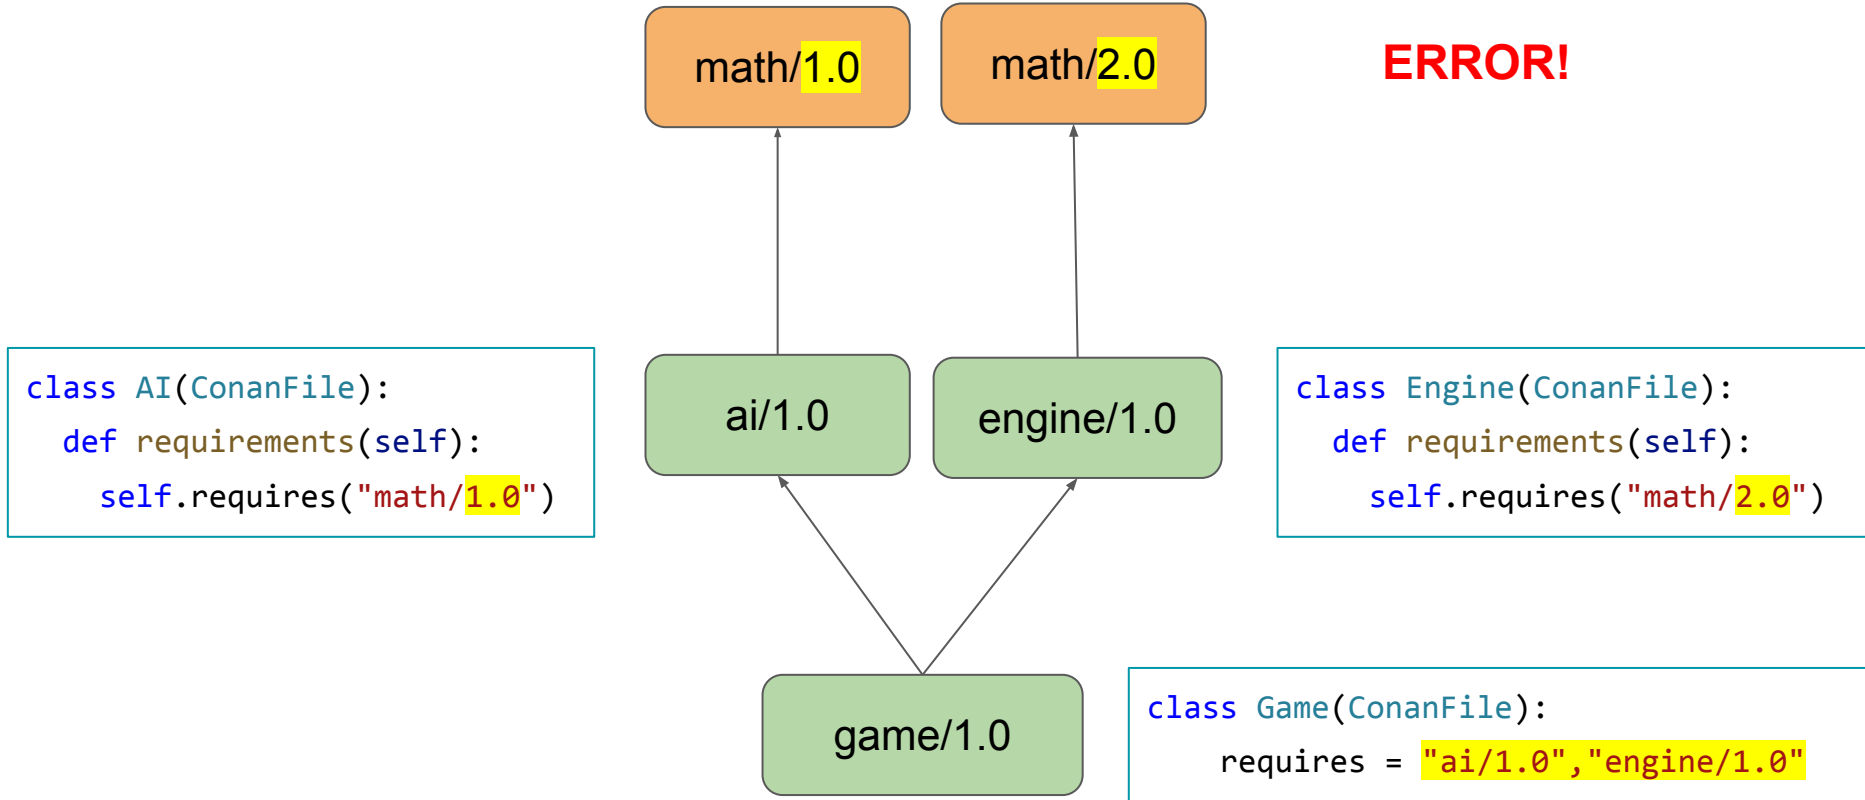 math/1.0
math/2.0
ERROR!
class AI(ConanFile):
  def requirements(self):
    self.requires("math/1.0")
ai/1.0
engine/1.0
class Engine(ConanFile):
  def requirements(self):
    self.requires("math/2.0")
game/1.0
class Game(ConanFile):
    requires = "ai/1.0","engine/1.0"